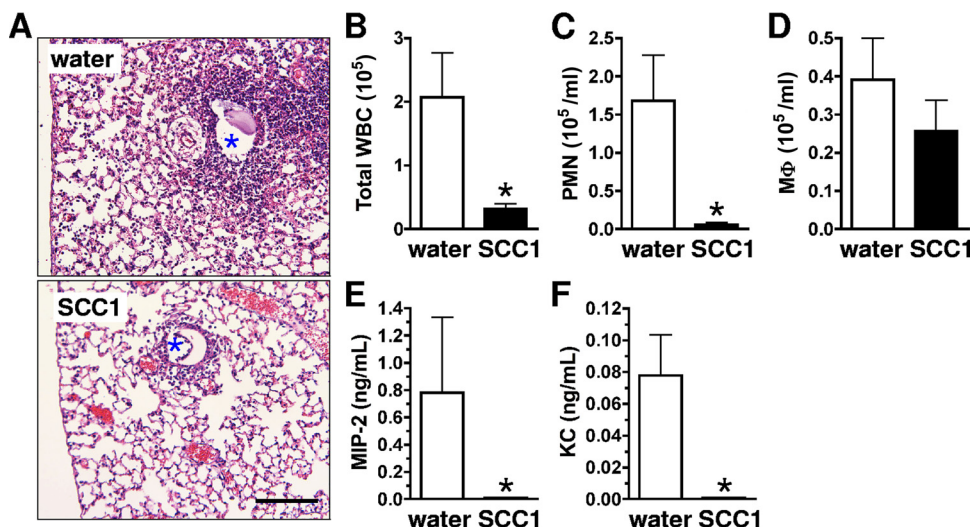 A
water
*
SCC1
*
B
Total WBC (10⁵)
3
2
1
0
*
water SCC1
C
PMN (10⁵/ml)
2.5
2.0
1.5
1.0
0.5
0.0
*
water SCC1
D
MΦ (10⁵/ml)
0.5
0.4
0.3
0.2
0.1
0.0
water SCC1
E
MIP-2 (ng/mL)
1.4
1.2
1.0
0.8
0.6
0.4
0.2
0.0
*
water SCC1
F
KC (ng/mL)
0.12
0.10
0.08
0.06
0.04
0.02
0.00
*
water SCC1